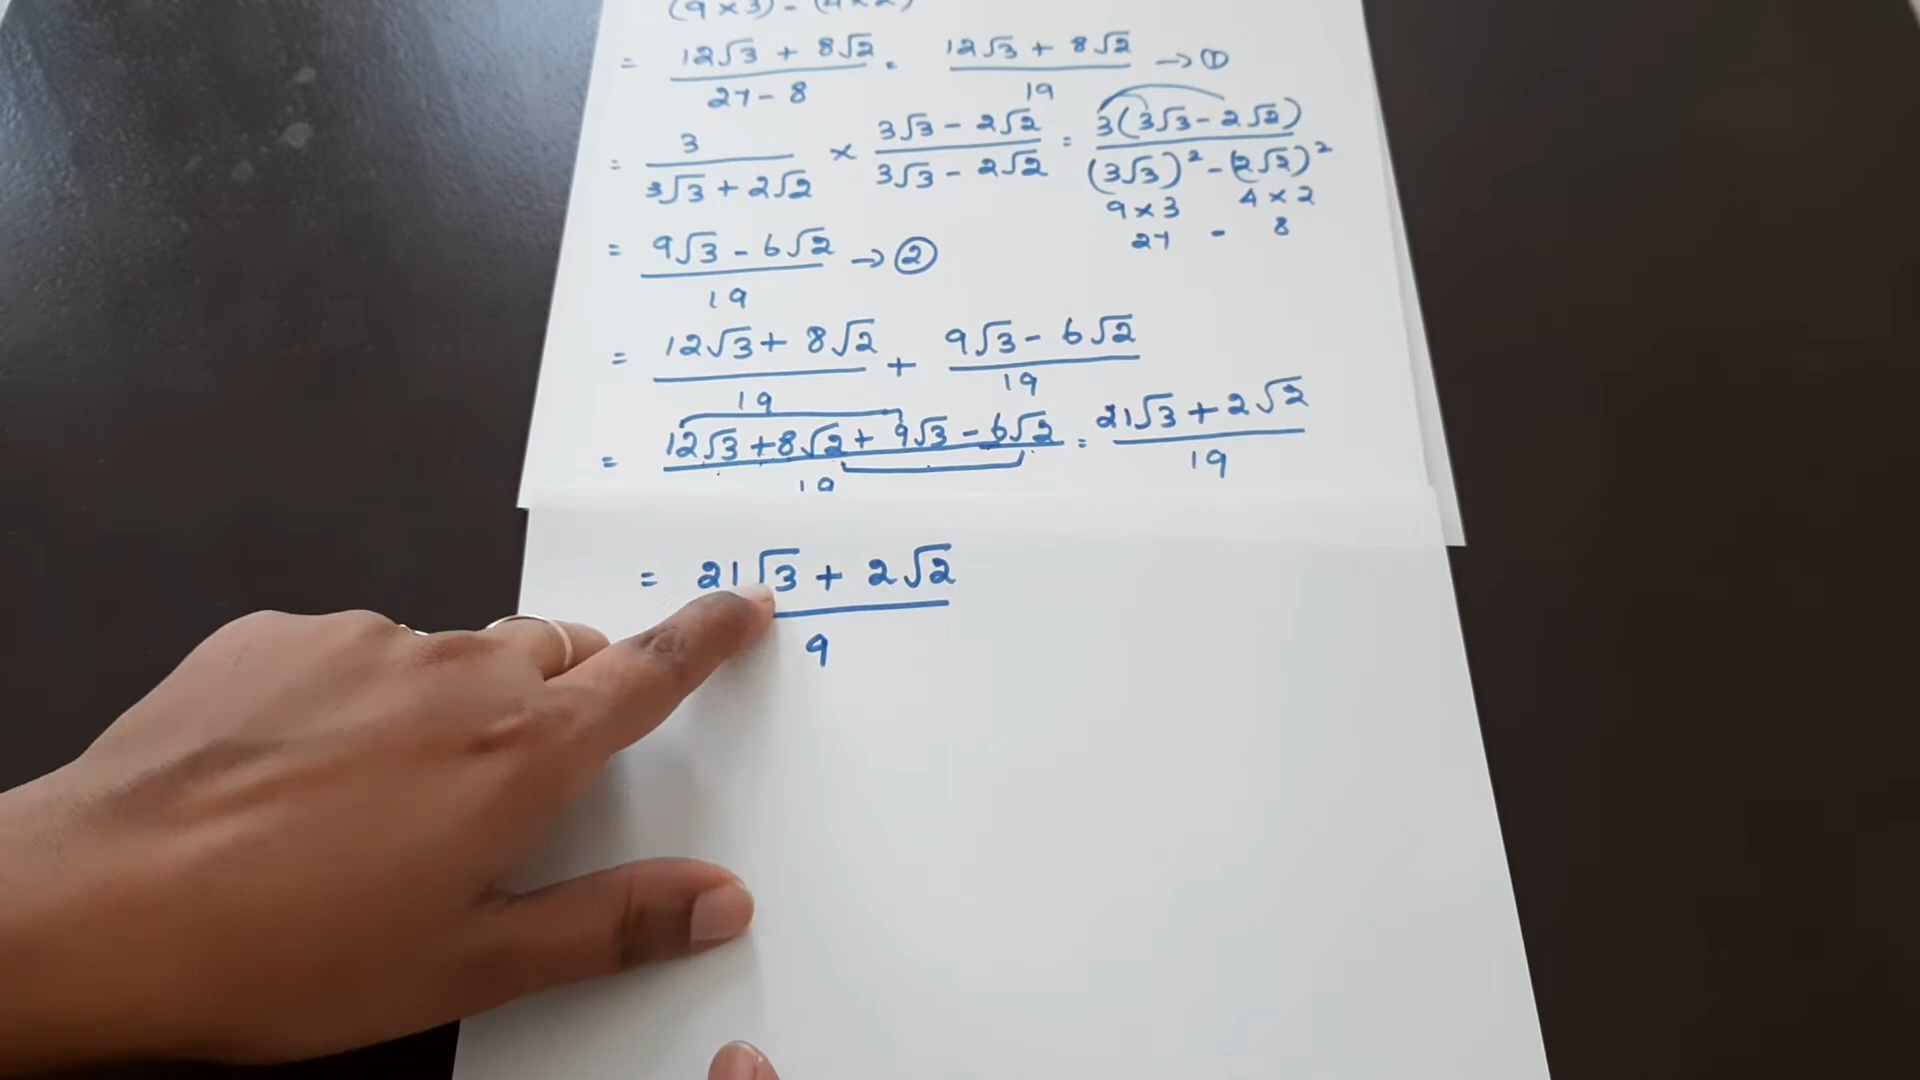 (9 × 3) - (4 × 2)
= 12√3 + 8√2 / 27 - 8 = 12√3 + 8√2 / 19 → ①
= 3 / 3√3 + 2√2 × 3√3 - 2√2 / 3√3 - 2√2 = 3(3√3 - 2√2) / (3√3)² - (2√2)²
9 × 3 4 × 2
27 - 8
= 9√3 - 6√2 / 19 → ②
= 12√3 + 8√2 / 19 + 9√3 - 6√2 / 19
= 12√3 + 8√2 + 9√3 - 6√2 / 19 = 21√3 + 2√2 / 19
= 21√3 + 2√2 / 9